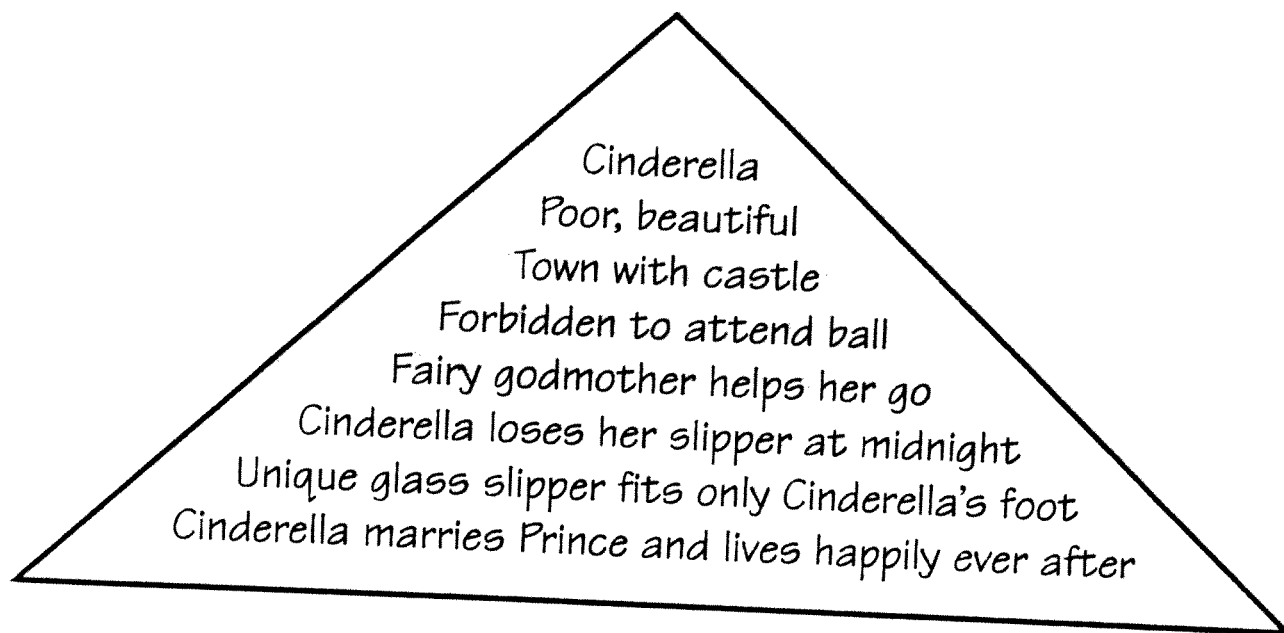 Cinderella
Poor, beautiful
Town with castle
Forbidden to attend ball
Fairy godmother helps her go
Cinderella loses her slipper at midnight
Unique glass slipper fits only Cinderella's foot
Cinderella marries Prince and lives happily ever after